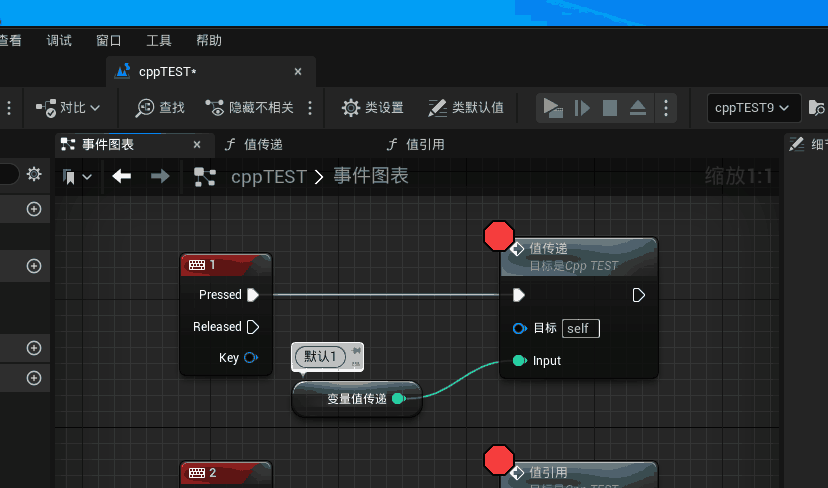 查看 调试 窗口 工具 帮助
cppTEST*
对比 查找 隐藏不相关 类设置 类默认值 cppTEST9
事件图表 值传递 值引用
cppTEST 事件图表 缩放1:1
1
Pressed
Released
Key
值传递
目标是Cpp TEST
目标 self
Input
默认1
变量值传递
2
值引用
目标是Cpp TEST